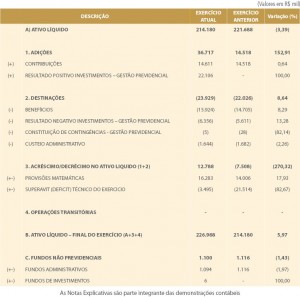 (Valores em R$ mil)
DESCRIÇÃO EXERCÍCIO ATUAL EXERCÍCIO ANTERIOR Variação (%)
A) ATIVO LÍQUIDO 214.180 221.688 (3,39)
1. ADIÇÕES 36.717 14.518 152,91
(+) CONTRIBUIÇÕES 14.611 14.518 0,64
(+) RESULTADO POSITIVO INVESTIMENTOS – GESTÃO PREVIDENCIAL 22.106 - 100,00
2. DESTINAÇÕES (23.929) (22.026) 8,64
(-) BENEFÍCIOS (15.924) (14.705) 8,29
(-) RESULTADO NEGATIVO INVESTIMENTOS – GESTÃO PREVIDENCIAL (6.356) (5.611) 13,28
(-) CONSTITUIÇÃO DE CONTINGÊNCIAS - GESTÃO PREVIDENCIAL (5) (28) (82,14)
(-) CUSTEIO ADMINISTRATIVO (1.644) (1.682) (2,26)
3. ACRÉSCIMO/DECRÉSCIMO NO ATIVO LÍQUIDO (1+2) 12.788 (7.508) (270,32)
(+-) PROVISÕES MATEMÁTICAS 16.283 14.006
(+-) SUPERAVIT (DEFICIT) TÉCNICO DO EXERCÍCIO (3.495) (21.514)
4. OPERAÇÕES TRANSITÓRIAS - - -
B. ATIVO LÍQUIDO – FINAL DO EXERCÍCIO (A+3+4) 226.968 214.180 5,97
C. FUNDOS NÃO PREVIDENCIAIS 1.100 1.116 (1,43)
(+-) FUNDOS ADMINISTRATIVOS 1.094 1.116 (1,97)
(+-) FUNDOS DE INVESTIMENTOS 6 - 100,00
As Notas Explicativas são parte integrante das demonstrações contábeis